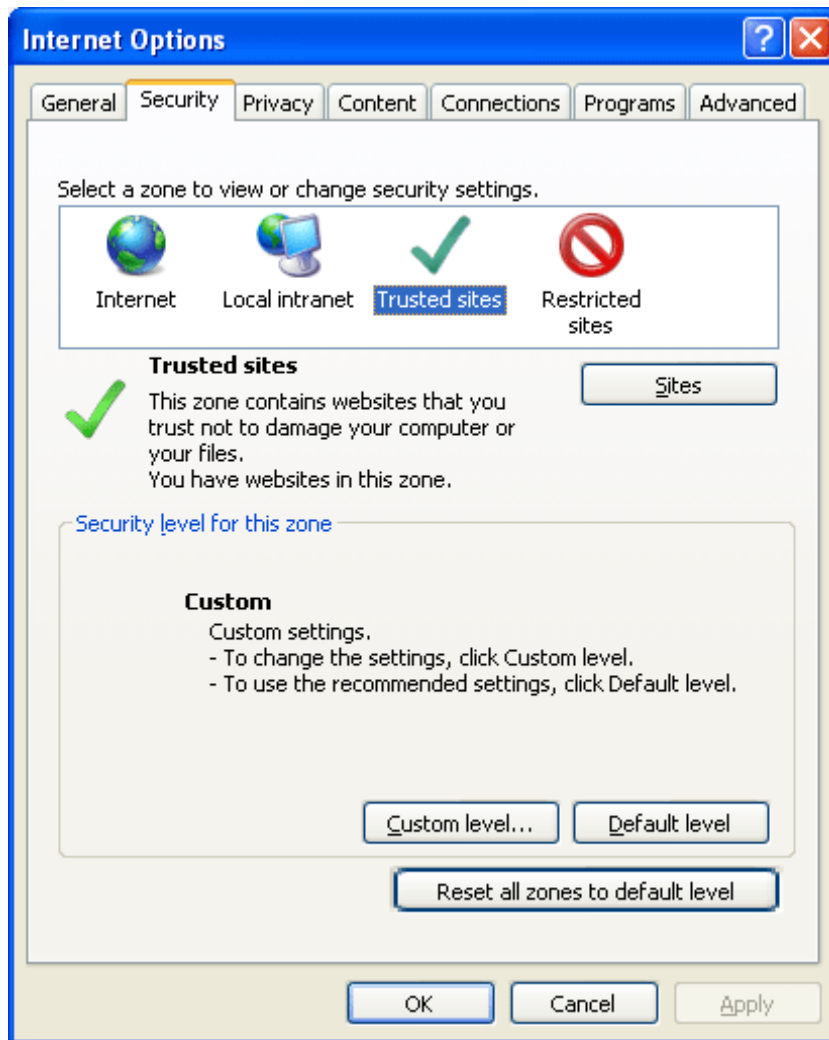 Internet Options
General Security Privacy Content Connections Programs Advanced
Select a zone to view or change security settings.
Internet Local intranet Trusted sites Restricted
sites
Trusted sites
Sites
This zone contains websites that you
trust not to damage your computer or
your files.
You have websites in this zone.
Security level for this zone
Custom
Custom settings.
- To change the settings, click Custom level.
- To use the recommended settings, click Default level.
Custom level... Default level
Reset all zones to default level
OK Cancel Apply